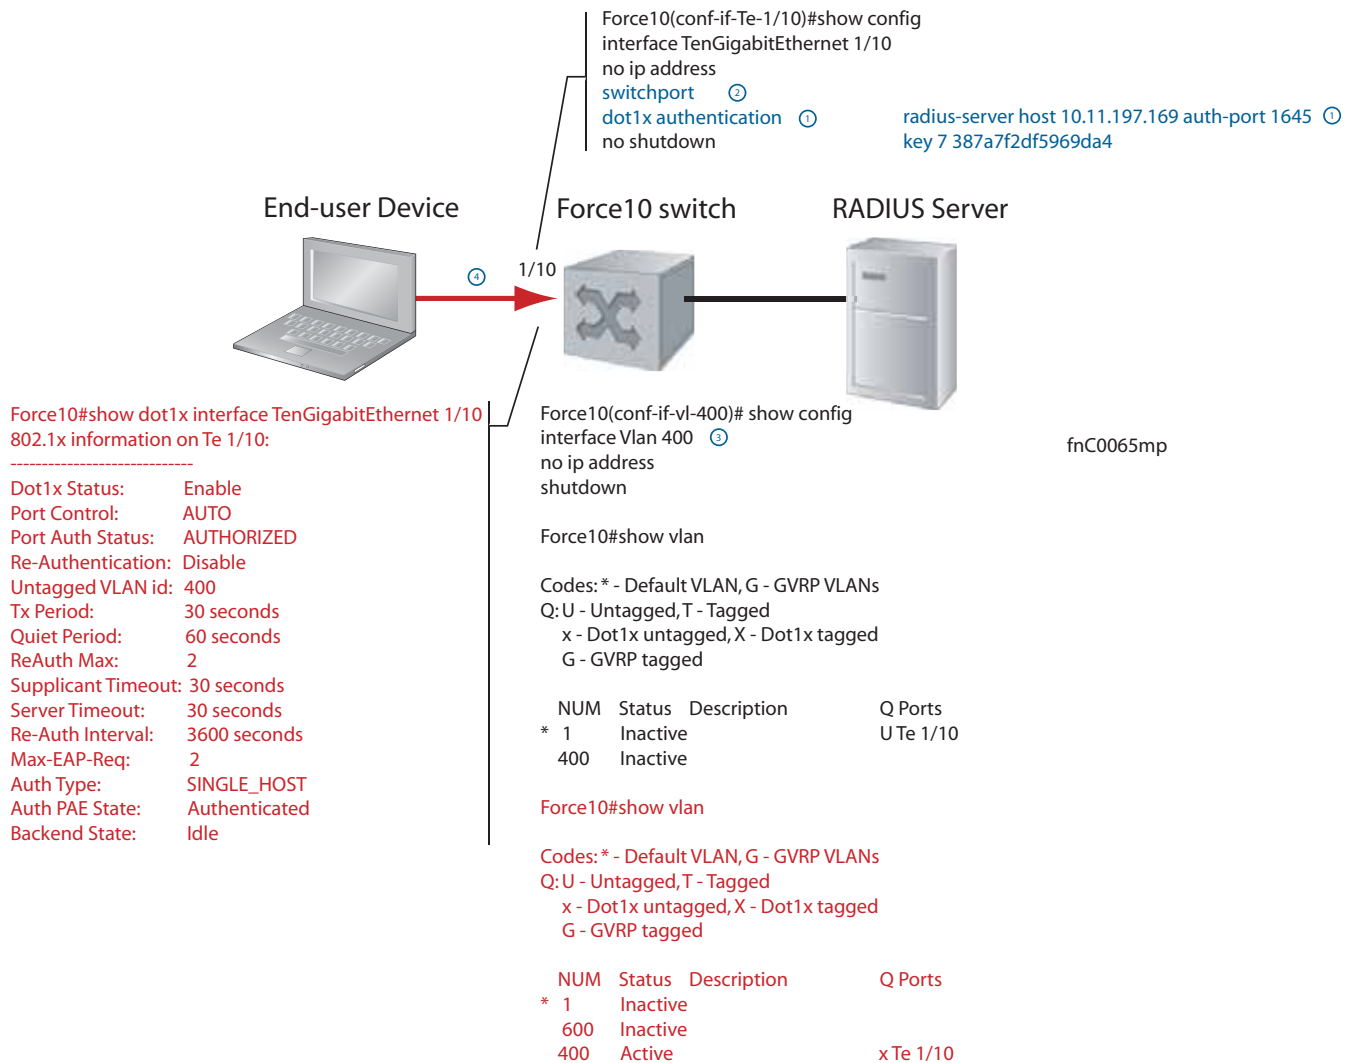 Force10(conf-if-Te-1/10)#show config
interface TenGigabitEthernet 1/10
no ip address
switchport 2
dot1x authentication 1
no shutdown
radius-server host 10.11.197.169 auth-port 1645 1
key 7 387a7f2df5969da4
End-user Device
Force10 switch
RADIUS Server
4
1/10
Force10#show dot1x interface TenGigabitEthernet 1/10
802.1x information on Te 1/10:
-----------------------------
Dot1x Status: Enable
Port Control: AUTO
Port Auth Status: AUTHORIZED
Re-Authentication: Disable
Untagged VLAN id: 400
Tx Period: 30 seconds
Quiet Period: 60 seconds
ReAuth Max: 2
Supplicant Timeout: 30 seconds
Server Timeout: 30 seconds
Re-Auth Interval: 3600 seconds
Max-EAP-Req: 2
Auth Type: SINGLE_HOST
Auth PAE State: Authenticated
Backend State: Idle
Force10(conf-if-vl-400)# show config
interface Vlan 400 3
no ip address
shutdown
Force10#show vlan
Codes: * - Default VLAN, G - GVRP VLANs
Q: U - Untagged, T - Tagged
x - Dot1x untagged, X - Dot1x tagged
G - GVRP tagged
NUM Status Description Q Ports
* 1 Inactive U Te 1/10
400 Inactive
Force10#show vlan
Codes: * - Default VLAN, G - GVRP VLANs
Q: U - Untagged, T - Tagged
x - Dot1x untagged, X - Dot1x tagged
G - GVRP tagged
NUM Status Description Q Ports
* 1 Inactive
600 Inactive
400 Active x Te 1/10
fnC0065mp